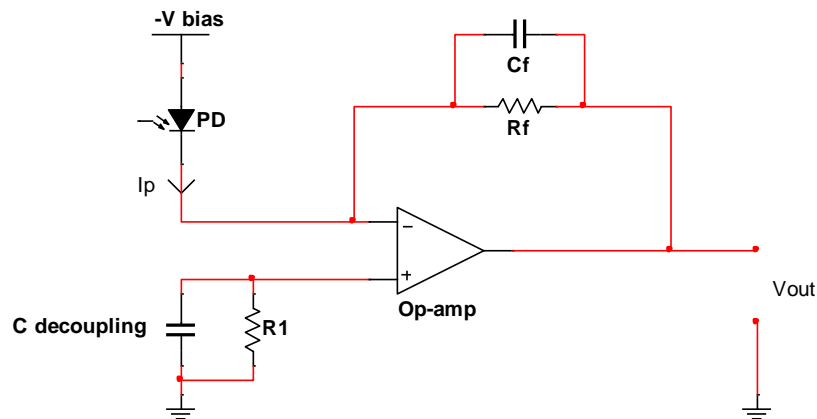 -V bias
Cf
PD
Rf
Ip
−
+
Op-amp
C decoupling
R1
Vout